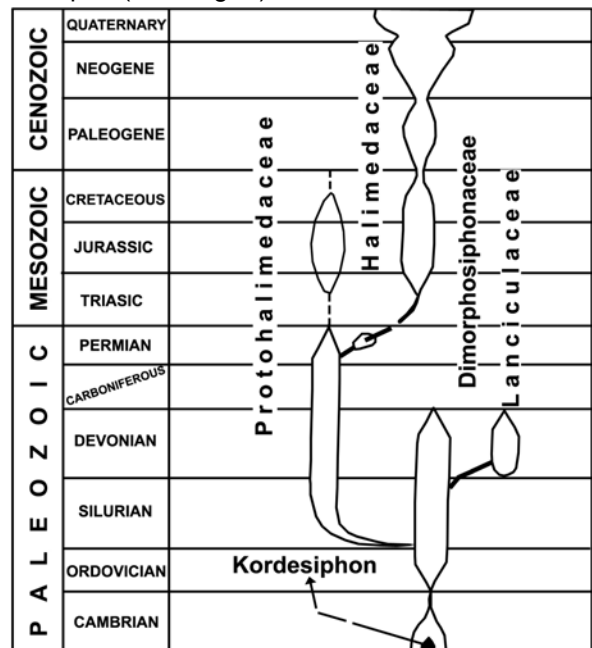 CENOZOIC
QUATERNARY
NEOGENE
PALEOGENE
MESOZOIC
CRETACEOUS
JURASSIC
TRIASIC
PALEOZOIC
PERMIAN
CARBONIFEROUS
DEVONIAN
SILURIAN
ORDOVICIAN
CAMBRIAN
Protohalimedaceae
Halimedaceae
Dimorphosiphonaceae
Lanciculaceae
Kordesiphon